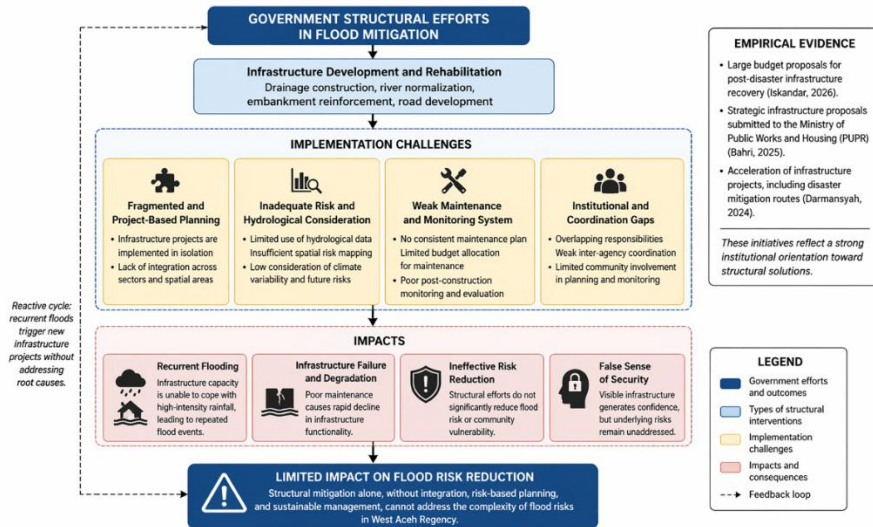 GOVERNMENT STRUCTURAL EFFORTS
IN FLOOD MITIGATION
Infrastructure Development and Rehabilitation
Drainage construction, river normalization,
embankment reinforcement, road development
IMPLEMENTATION CHALLENGES
Fragmented and
Project-Based Planning
• Infrastructure projects are
implemented in isolation
• Lack of integration across
sectors and spatial areas
Inadequate Risk and
Hydrological Consideration
• Limited use of hydrological data
Insufficient spatial risk mapping
• Low consideration of climate
variability and future risks
Weak Maintenance
and Monitoring System
• No consistent maintenance plan
Limited budget allocation
for maintenance
• Poor post-construction
monitoring and evaluation
Institutional and
Coordination Gaps
• Overlapping responsibilities
Weak inter-agency coordination
• Limited community involvement
in planning and monitoring
Reactive cycle:
recurrent floods
trigger new
infrastructure
projects without
addressing
root causes.
IMPACTS
Recurrent Flooding
Infrastructure capacity
is unable to cope with
high-intensity rainfall,
leading to repeated
flood events.
Infrastructure Failure
and Degradation
Poor maintenance
causes rapid decline
in infrastructure
functionality.
Ineffective Risk
Reduction
Structural efforts do not
significantly reduce flood
risk or community
vulnerability.
False Sense
of Security
Visible infrastructure
generates confidence,
but underlying risks
remain unaddressed.
LIMITED IMPACT ON FLOOD RISK REDUCTION
Structural mitigation alone, without integration, risk-based planning,
and sustainable management, cannot address the complexity of flood risks
in West Aceh Regency.
EMPIRICAL EVIDENCE
• Large budget proposals for
post-disaster infrastructure
recovery (Iskandar, 2026).
• Strategic infrastructure proposals
submitted to the Ministry of
Public Works and Housing (PUPR)
(Bahri, 2025).
• Acceleration of infrastructure
projects, including disaster
mitigation routes (Darmansyah,
2024).
These initiatives reflect a strong
institutional orientation toward
structural solutions.
LEGEND
Government efforts
and outcomes
Types of structural
interventions
Implementation
challenges
Impacts and
consequences
Feedback loop